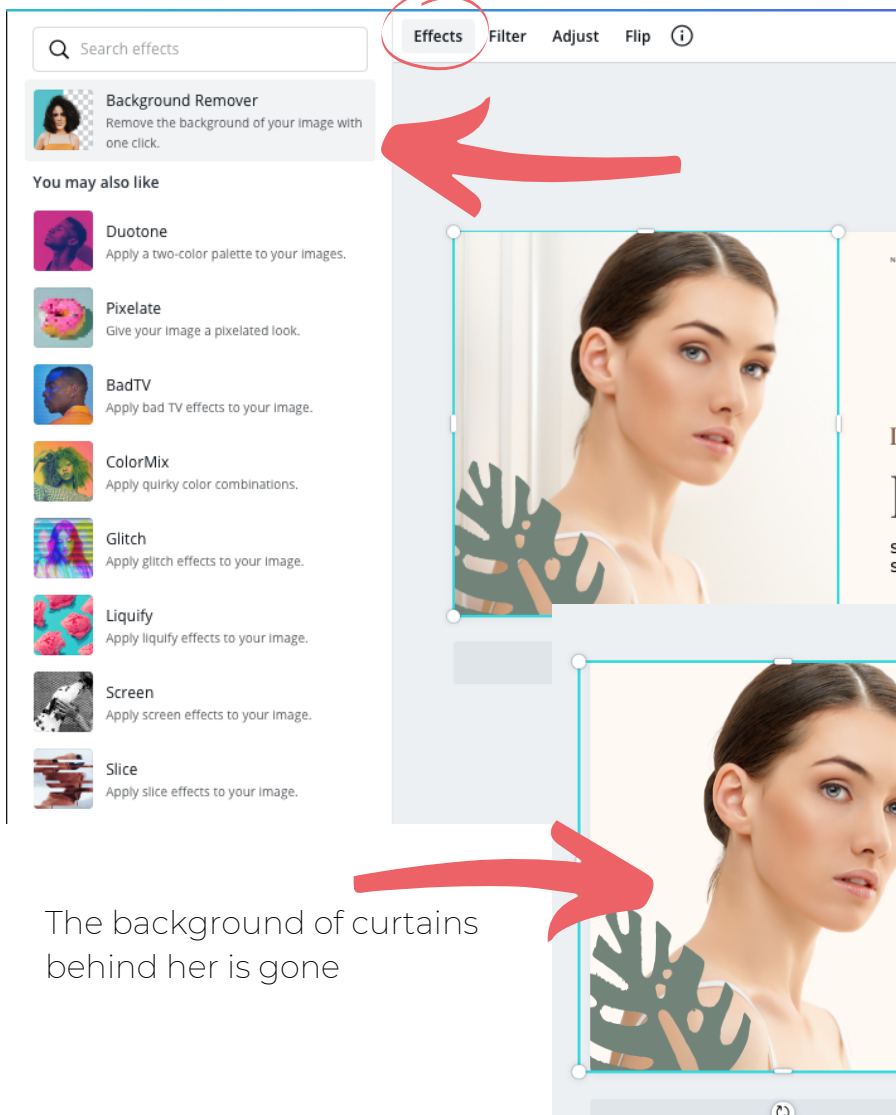 Search effects
Effects Filter Adjust Flip
Background Remover
Remove the background of your image with
one click.
You may also like
Duotone
Apply a two-color palette to your images.
Pixelate
Give your image a pixelated look.
BadTV
Apply bad TV effects to your image.
ColorMix
Apply quirky color combinations.
Glitch
Apply glitch effects to your image.
Liquify
Apply liquify effects to your image.
Screen
Apply screen effects to your image.
Slice
Apply slice effects to your image.
The background of curtains
behind her is gone